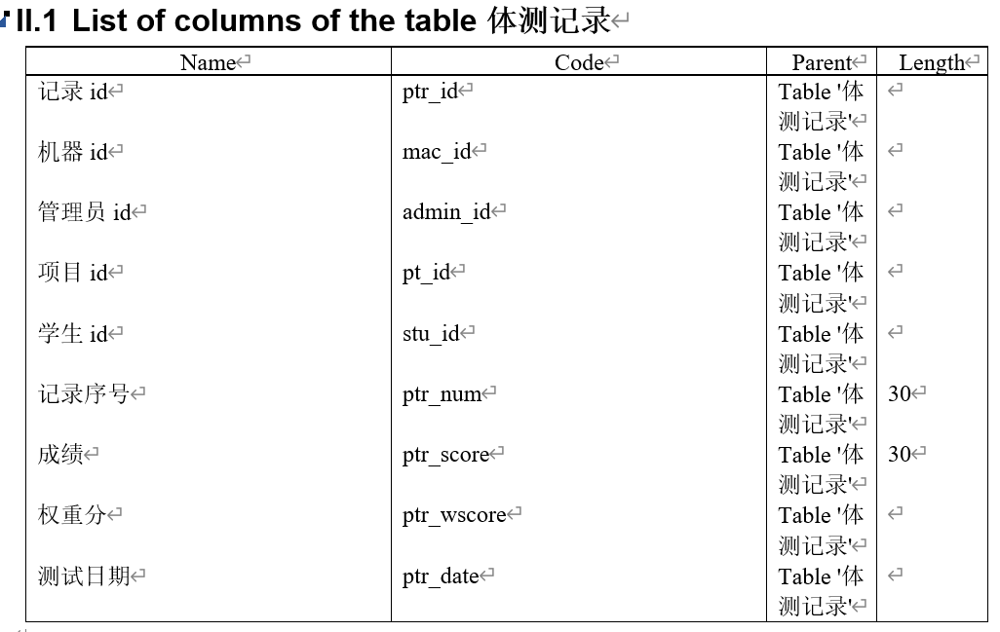 II.1 List of columns of the table 体测记录
Name Code Parent Length
记录 id ptr_id Table '体
测记录'
机器 id mac_id Table '体
测记录'
管理员 id admin_id Table '体
测记录'
项目 id pt_id Table '体
测记录'
学生 id stu_id Table '体
测记录'
记录序号 ptr_num Table '体 30
测记录'
成绩 ptr_score Table '体 30
测记录'
权重分 ptr_wscore Table '体
测记录'
测试日期 ptr_date Table '体
测记录'